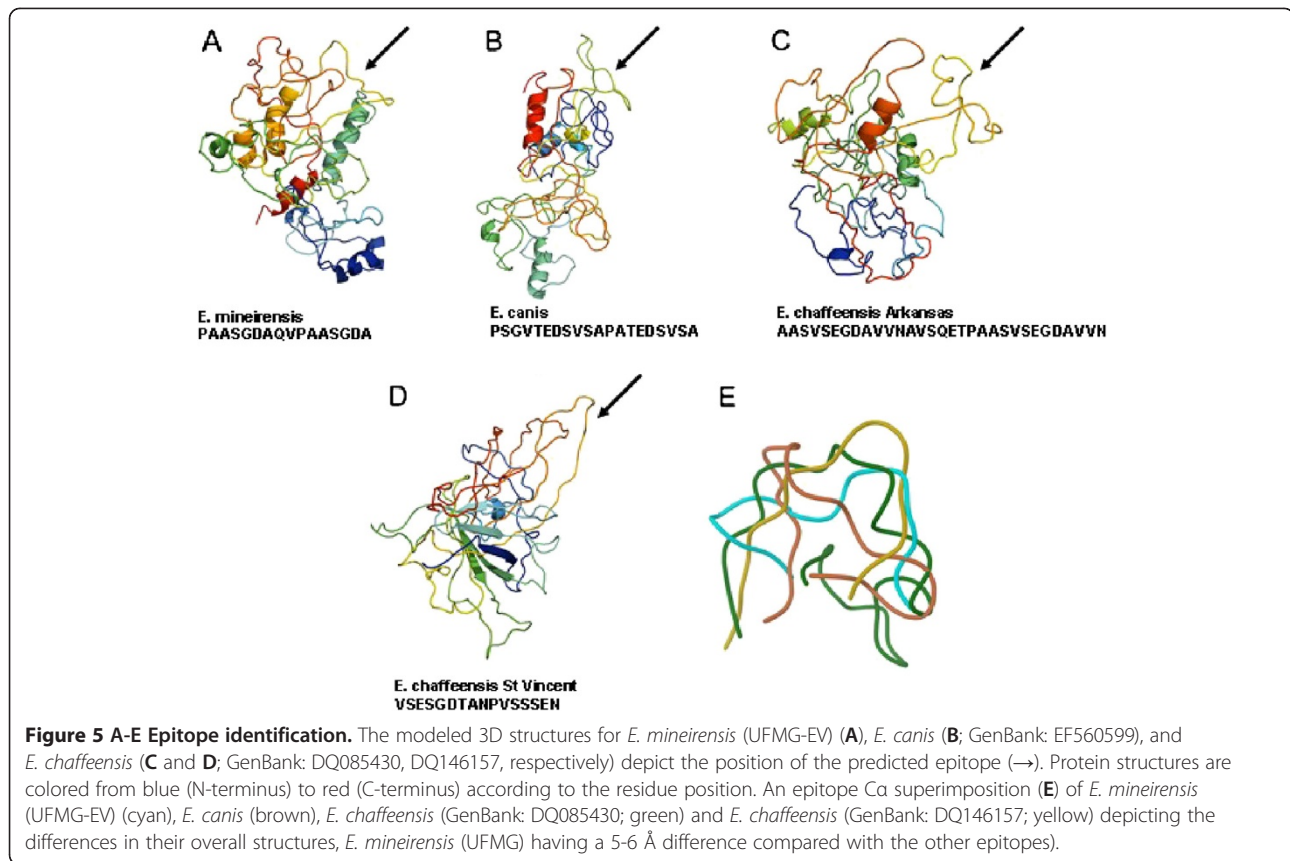 A
B
C
E. mineirensis
PAASGDAQVPAASGDA
E. canis
PSGVTEDSVSAPATEDSVSA
E. chaffeensis Arkansas
AASVSEGDAVVNAVSQETPAASVSEGDAVVN
D
E
E. chaffeensis St Vincent
VSESGDTANPVSSSEN
Figure 5 A-E Epitope identification. The modeled 3D structures for E. mineirensis (UFMG-EV) (A), E. canis (B; GenBank: EF560599), and
E. chaffeensis (C and D; GenBank: DQ085430, DQ146157, respectively) depict the position of the predicted epitope (→). Protein structures are
colored from blue (N-terminus) to red (C-terminus) according to the residue position. An epitope Cα superimposition (E) of E. mineirensis
(UFMG-EV) (cyan), E. canis (brown), E. chaffeensis (GenBank: DQ085430; green) and E. chaffeensis (GenBank: DQ146157; yellow) depicting the
differences in their overall structures, E. mineirensis (UFMG) having a 5-6 Å difference compared with the other epitopes).